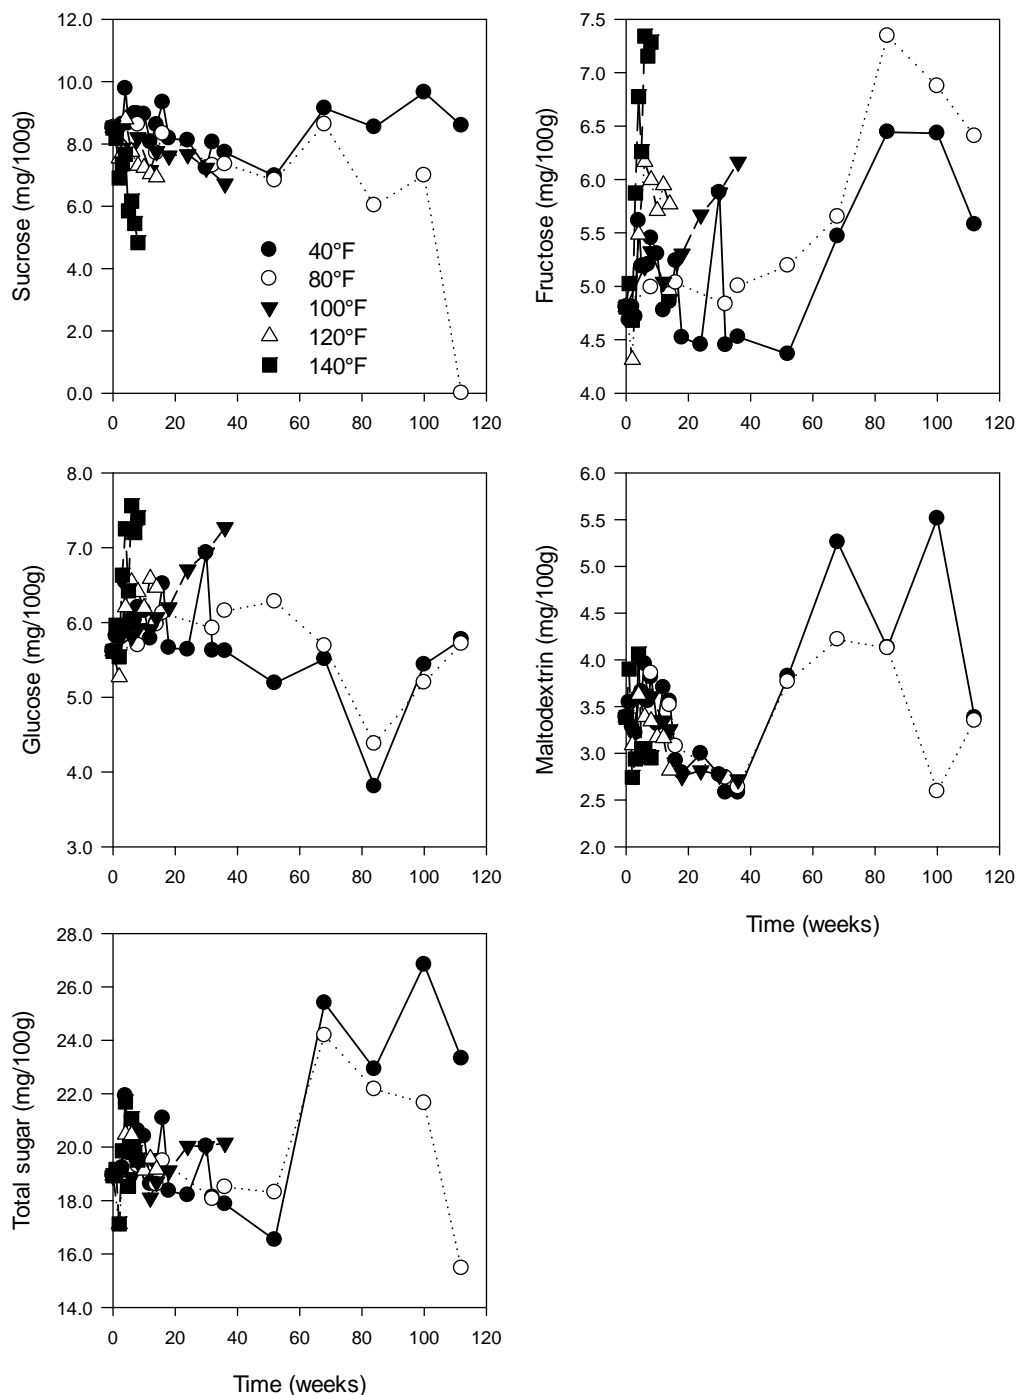 Sucrose (mg/100g)
12.0
10.0
8.0
6.0
4.0
2.0
0.0
0 20 40 60 80 100 120
40°F
80°F
100°F
120°F
140°F
Fructose (mg/100g)
7.5
7.0
6.5
6.0
5.5
5.0
4.5
4.0
0 20 40 60 80 100 120
Glucose (mg/100g)
8.0
7.0
6.0
5.0
4.0
3.0
0 20 40 60 80 100 120
Maltodextrin (mg/100g)
6.0
5.5
5.0
4.5
4.0
3.5
3.0
2.5
2.0
0 20 40 60 80 100 120
Time (weeks)
Total sugar (mg/100g)
28.0
26.0
24.0
22.0
20.0
18.0
16.0
14.0
0 20 40 60 80 100 120
Time (weeks)